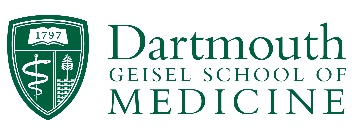 1797
Dartmouth
GEISEL SCHOOL OF
MEDICINE